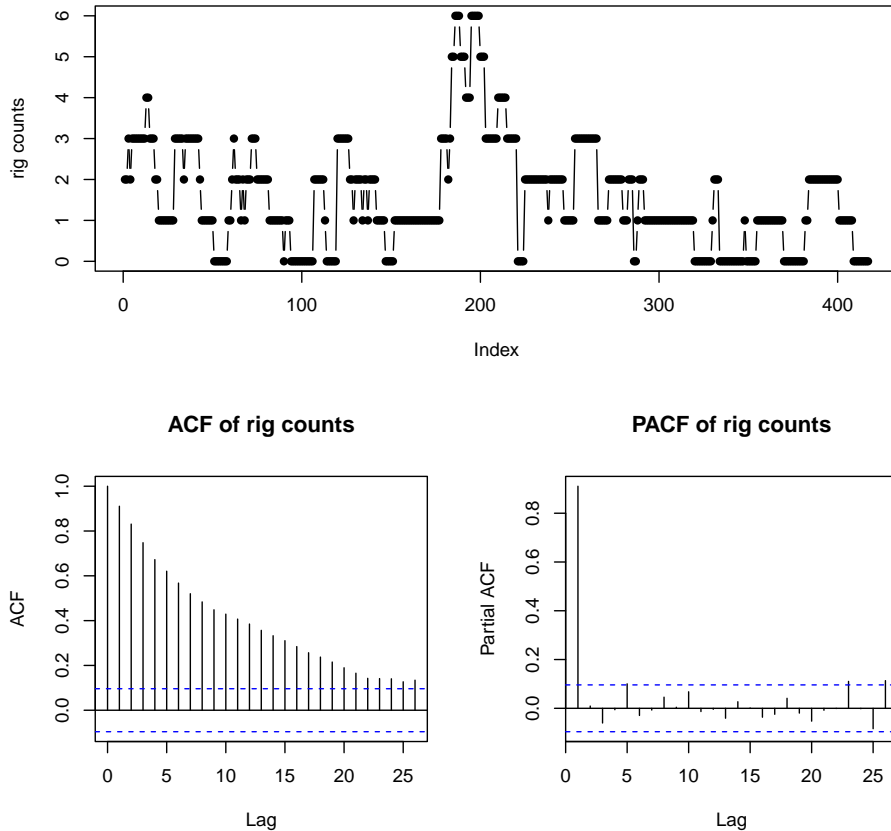 rig counts
0 1 2 3 4 5 6
0 100 200 300 400
Index
ACF of rig counts
ACF
0.0 0.2 0.4 0.6 0.8 1.0
0 5 10 15 20 25
Lag
PACF of rig counts
Partial ACF
0.0 0.2 0.4 0.6 0.8
0 5 10 15 20 25
Lag